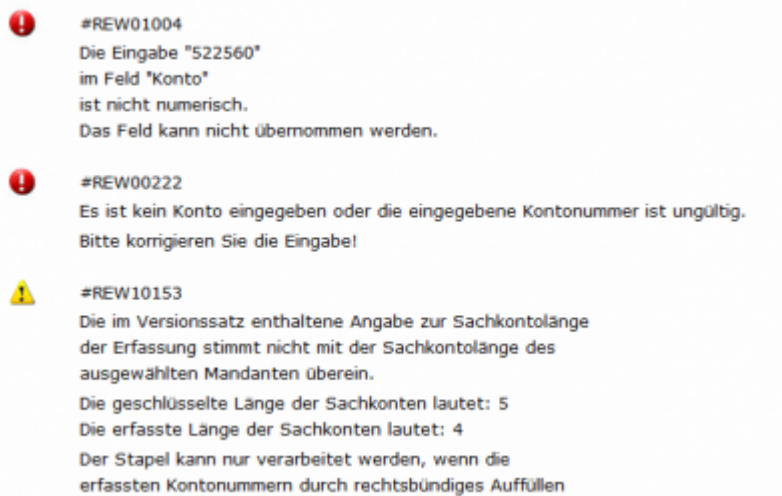 #REW01004
Die Eingabe "522560"
im Feld "Konto"
ist nicht numerisch.
Das Feld kann nicht übernommen werden.
#REW00222
Es ist kein Konto eingegeben oder die eingegebene Kontonummer ist ungültig.
Bitte korrigieren Sie die Eingabe!
#REW10153
Die im Versionssatz enthaltene Angabe zur Sachkontolänge
der Erfassung stimmt nicht mit der Sachkontolänge des
ausgewählten Mandanten überein.
Die geschlüsselte Länge der Sachkonten lautet: 5
Die erfasste Länge der Sachkonten lautet: 4
Der Stapel kann nur verarbeitet werden, wenn die
erfassten Kontonummern durch rechtsbündiges Auffüllen